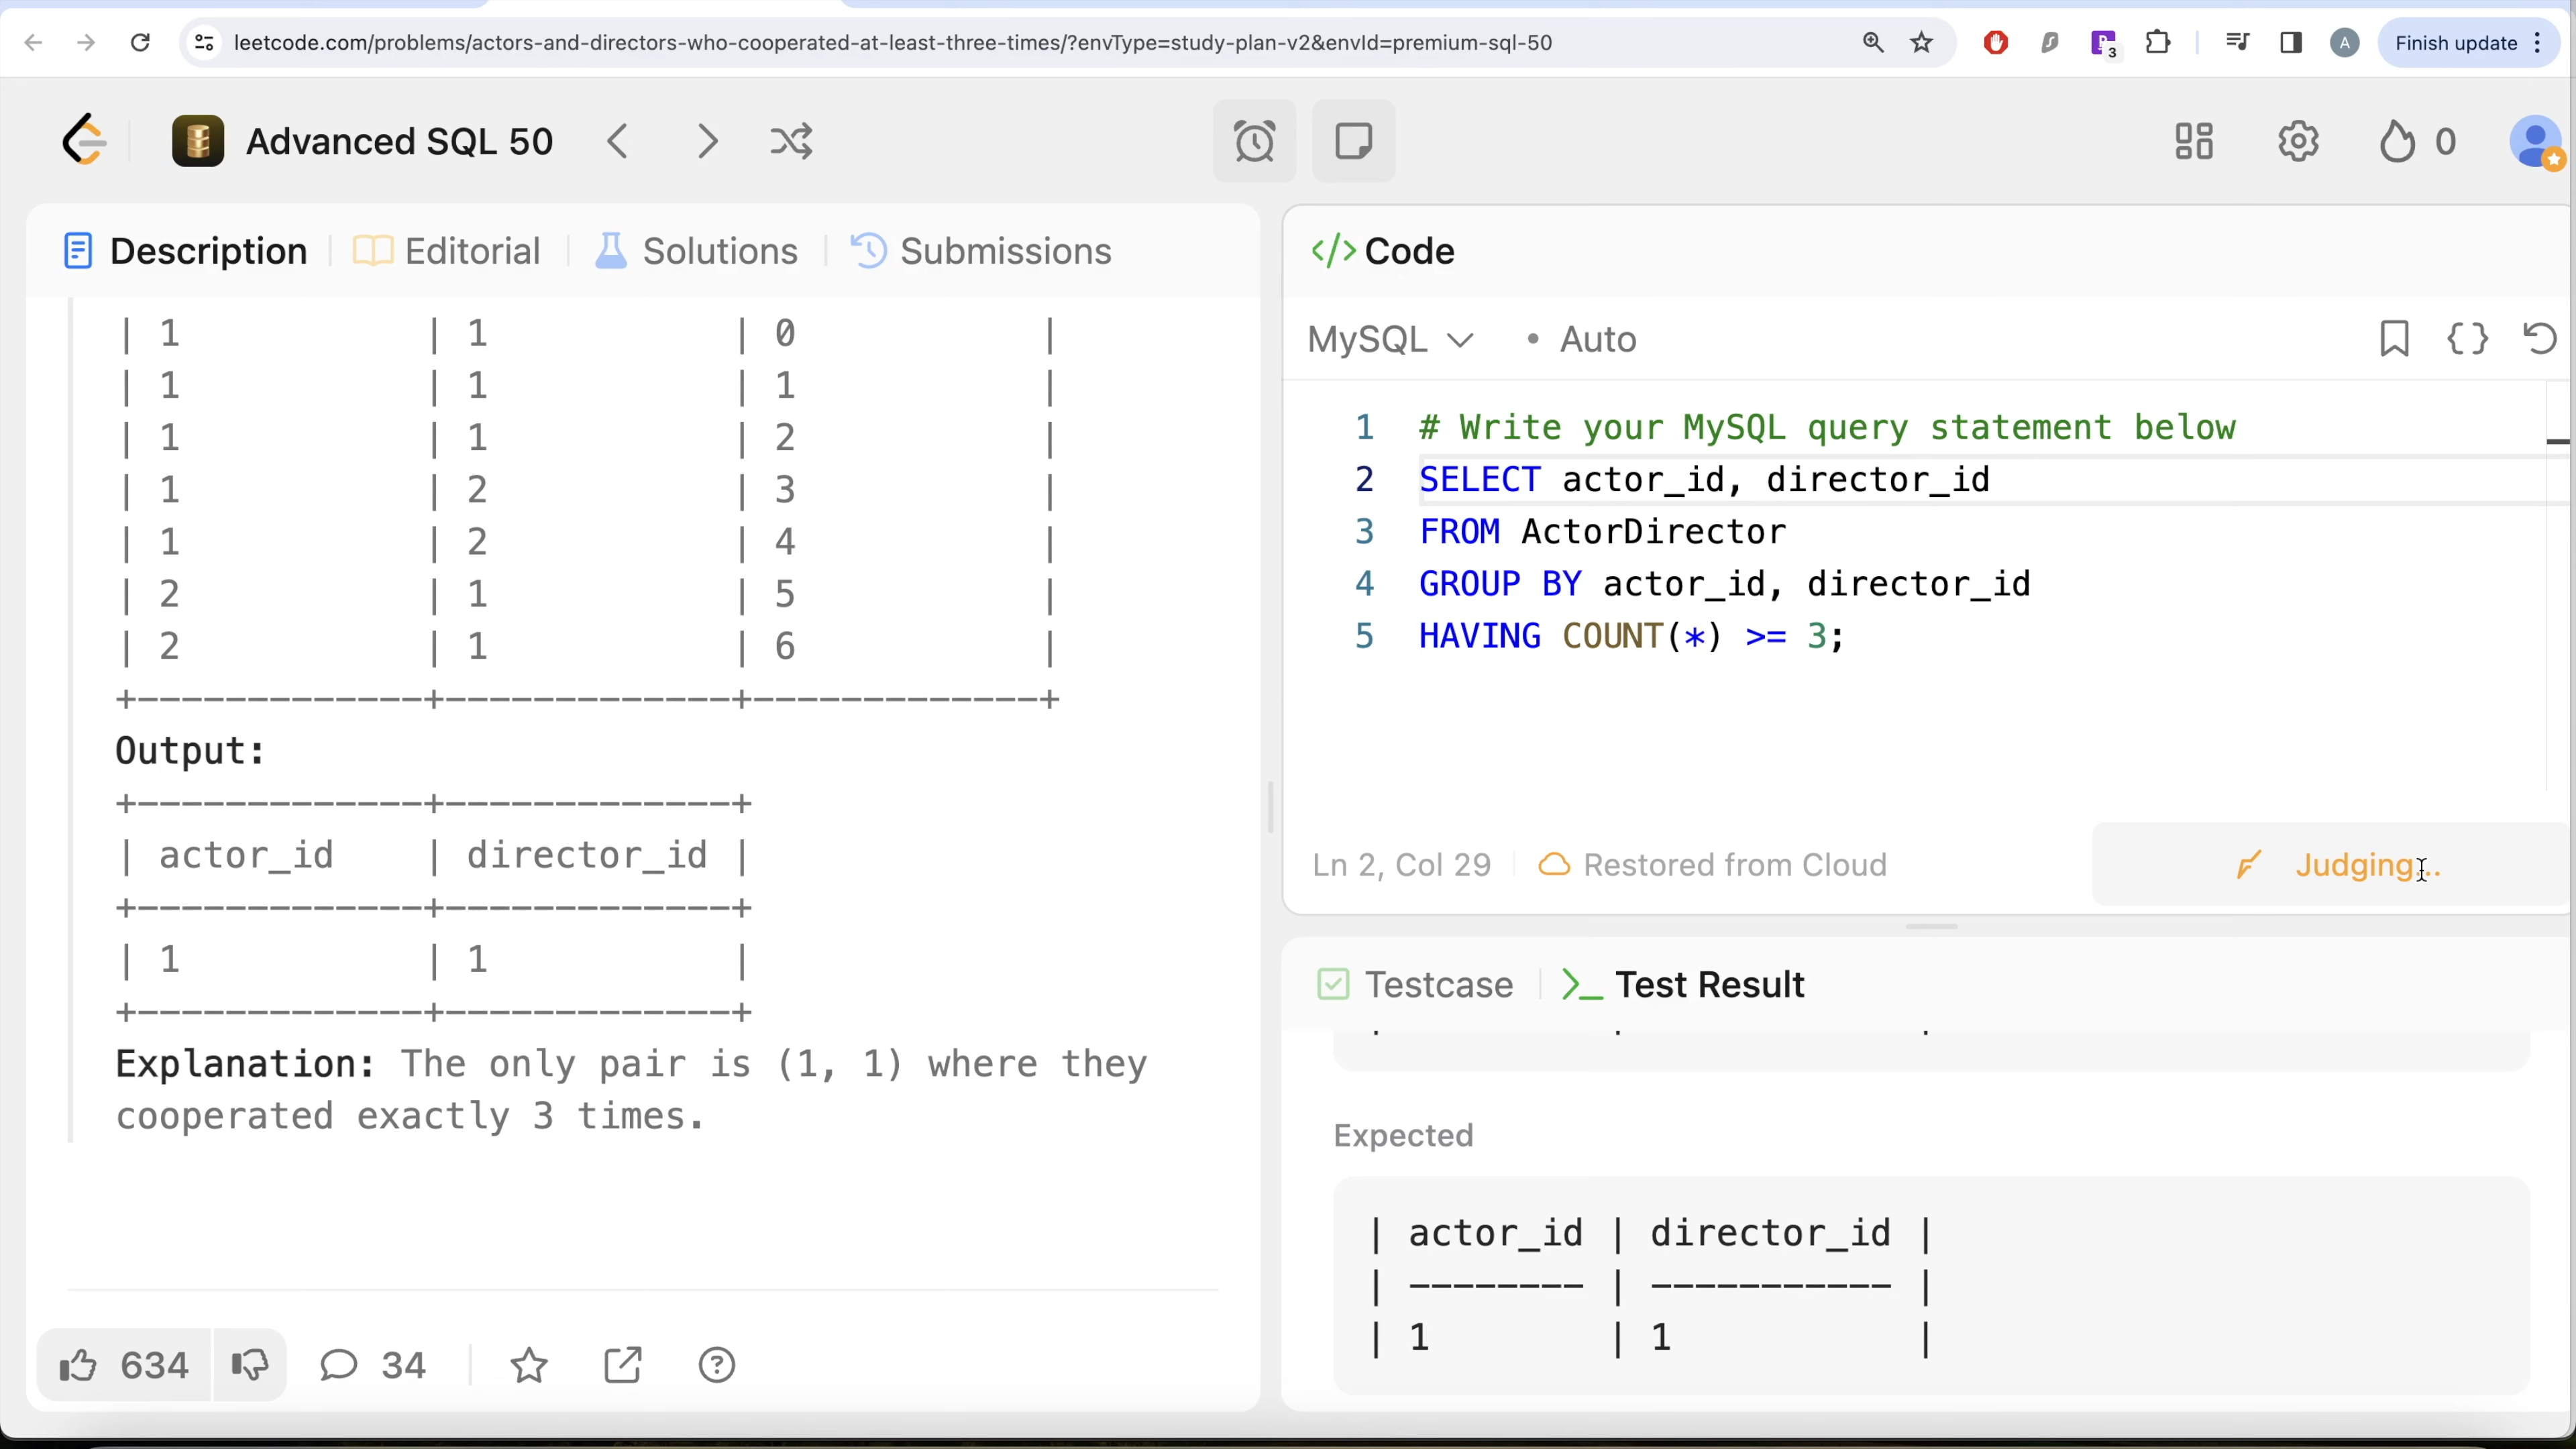 leetcode.com/problems/actors-and-directors-who-cooperated-at-least-three-times/?envType=study-plan-v2&envId=premium-sql-50
3
A
Finish update
Advanced SQL 50
0
Description
Editorial
Solutions
Submissions
| 1 | 1 | 0 |
| 1 | 1 | 1 |
| 1 | 1 | 2 |
| 1 | 2 | 3 |
| 1 | 2 | 4 |
| 2 | 1 | 5 |
| 2 | 1 | 6 |
+-------------+-------------+-------------+
Output:
+-------------+-------------+
| actor_id | director_id |
+-------------+-------------+
| 1 | 1 |
+-------------+-------------+
Explanation: The only pair is (1, 1) where they
cooperated exactly 3 times.
634
34
</> Code
MySQL • Auto
1 # Write your MySQL query statement below
2 SELECT actor_id, director_id
3 FROM ActorDirector
4 GROUP BY actor_id, director_id
5 HAVING COUNT(*) >= 3;
Ln 2, Col 29
Restored from Cloud
Judging...
Testcase
>_ Test Result
Expected
| actor_id | director_id |
| -------- | ----------- |
| 1 | 1 |